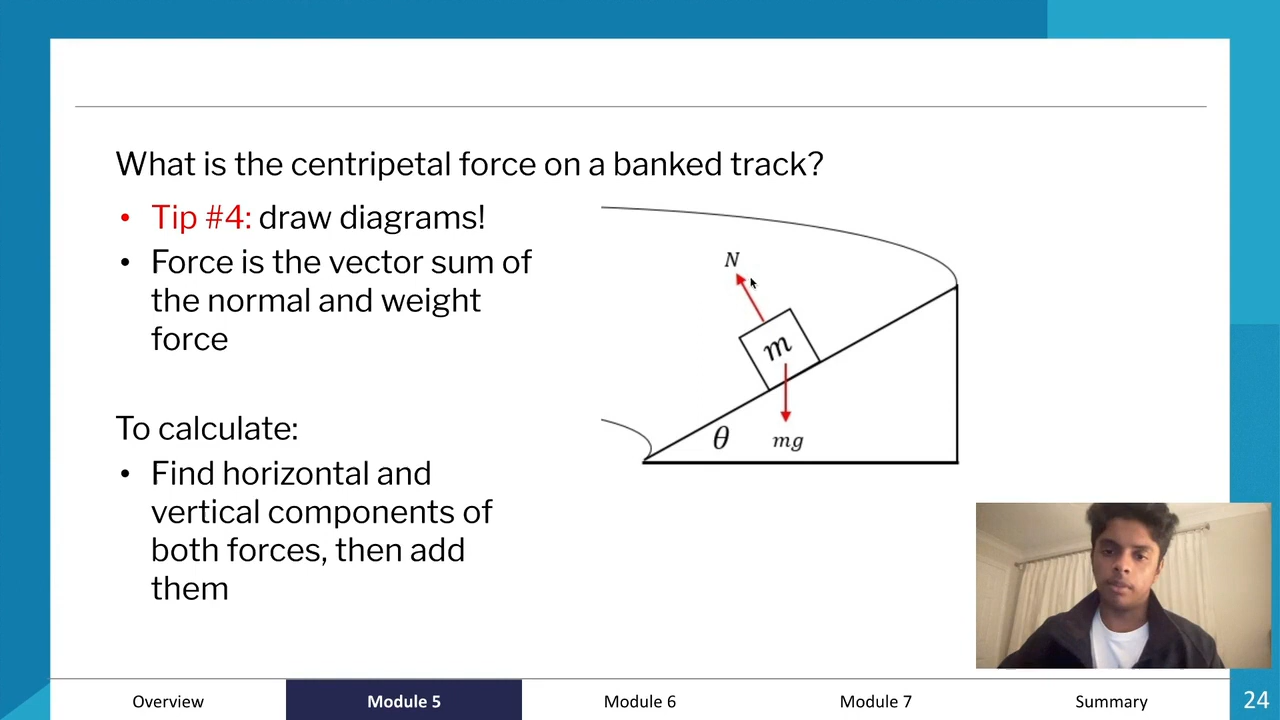 What is the centripetal force on a banked track?
• Tip #4: draw diagrams!
• Force is the vector sum of
the normal and weight
force
To calculate:
• Find horizontal and
vertical components of
both forces, then add
them
N
m
θ
mg
Overview
Module 5
Module 6
Module 7
Summary
24